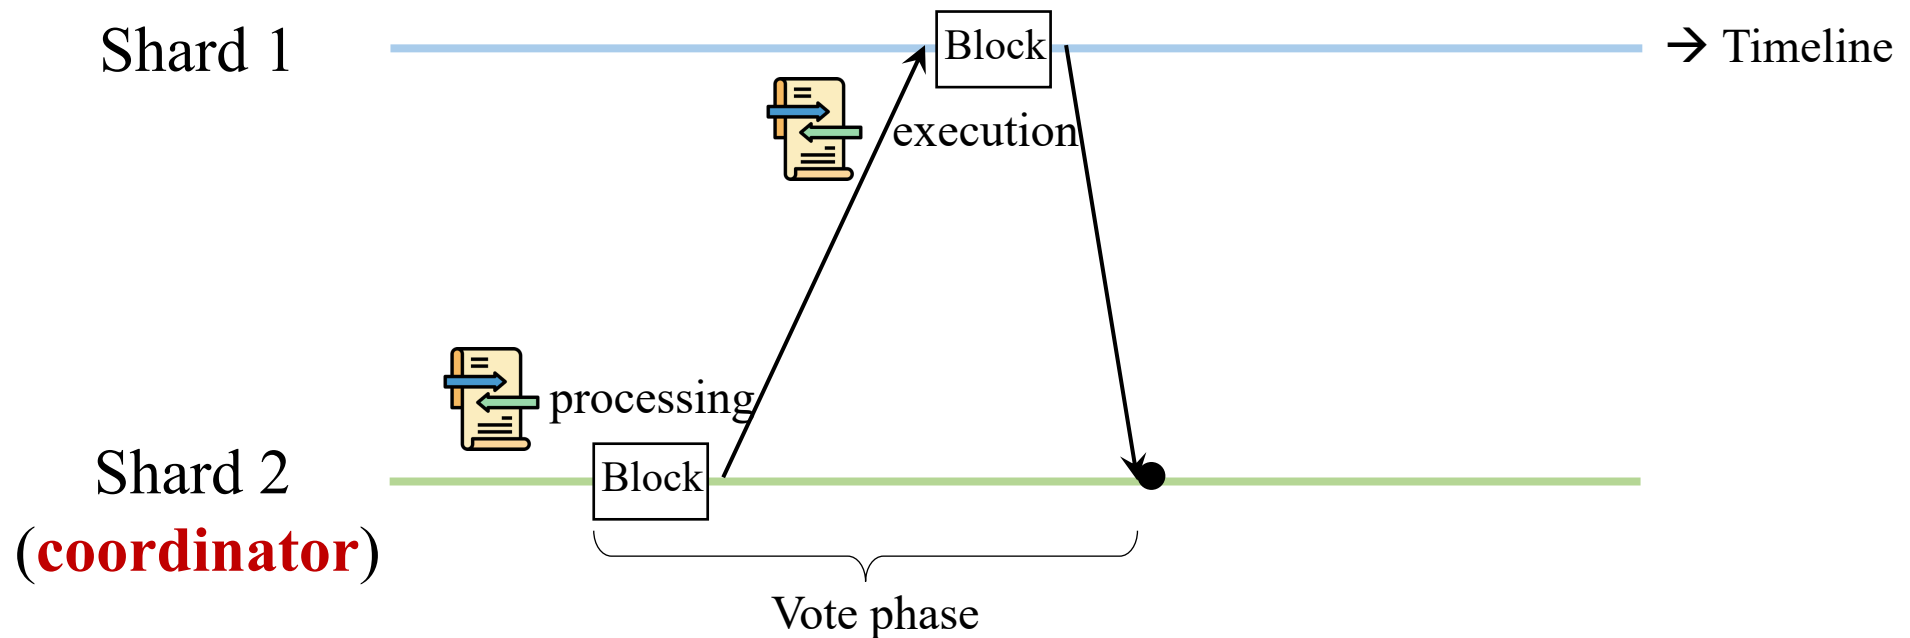 Shard 1
Block
→ Timeline
execution
processing
Shard 2
Block
(coordinator)
Vote phase